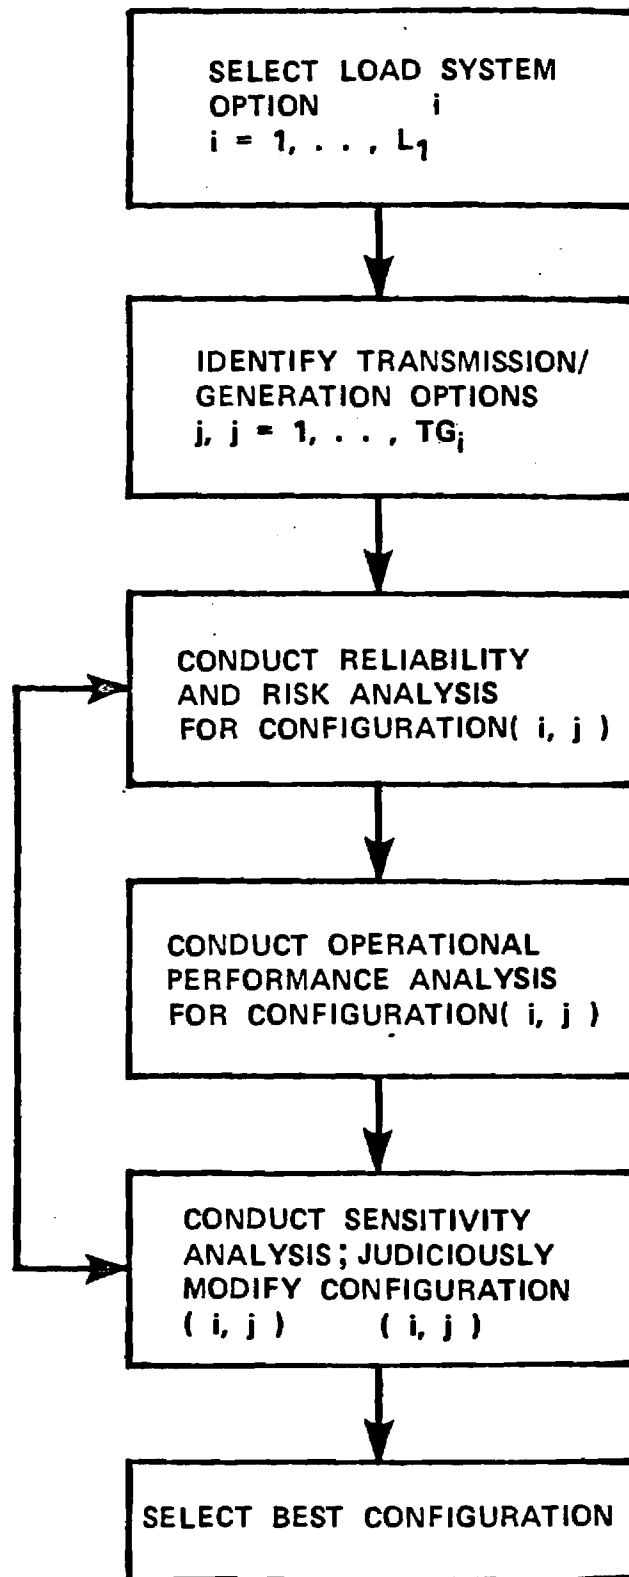 SELECT LOAD SYSTEM
OPTION i
i = 1, . . , L1
IDENTIFY TRANSMISSION/
GENERATION OPTIONS
j, j = 1, . . , TGi
CONDUCT RELIABILITY
AND RISK ANALYSIS
FOR CONFIGURATION( i, j )
CONDUCT OPERATIONAL
PERFORMANCE ANALYSIS
FOR CONFIGURATION( i, j )
CONDUCT SENSITIVITY
ANALYSIS; JUDICIOUSLY
MODIFY CONFIGURATION
( i, j ) ( i, j )
SELECT BEST CONFIGURATION